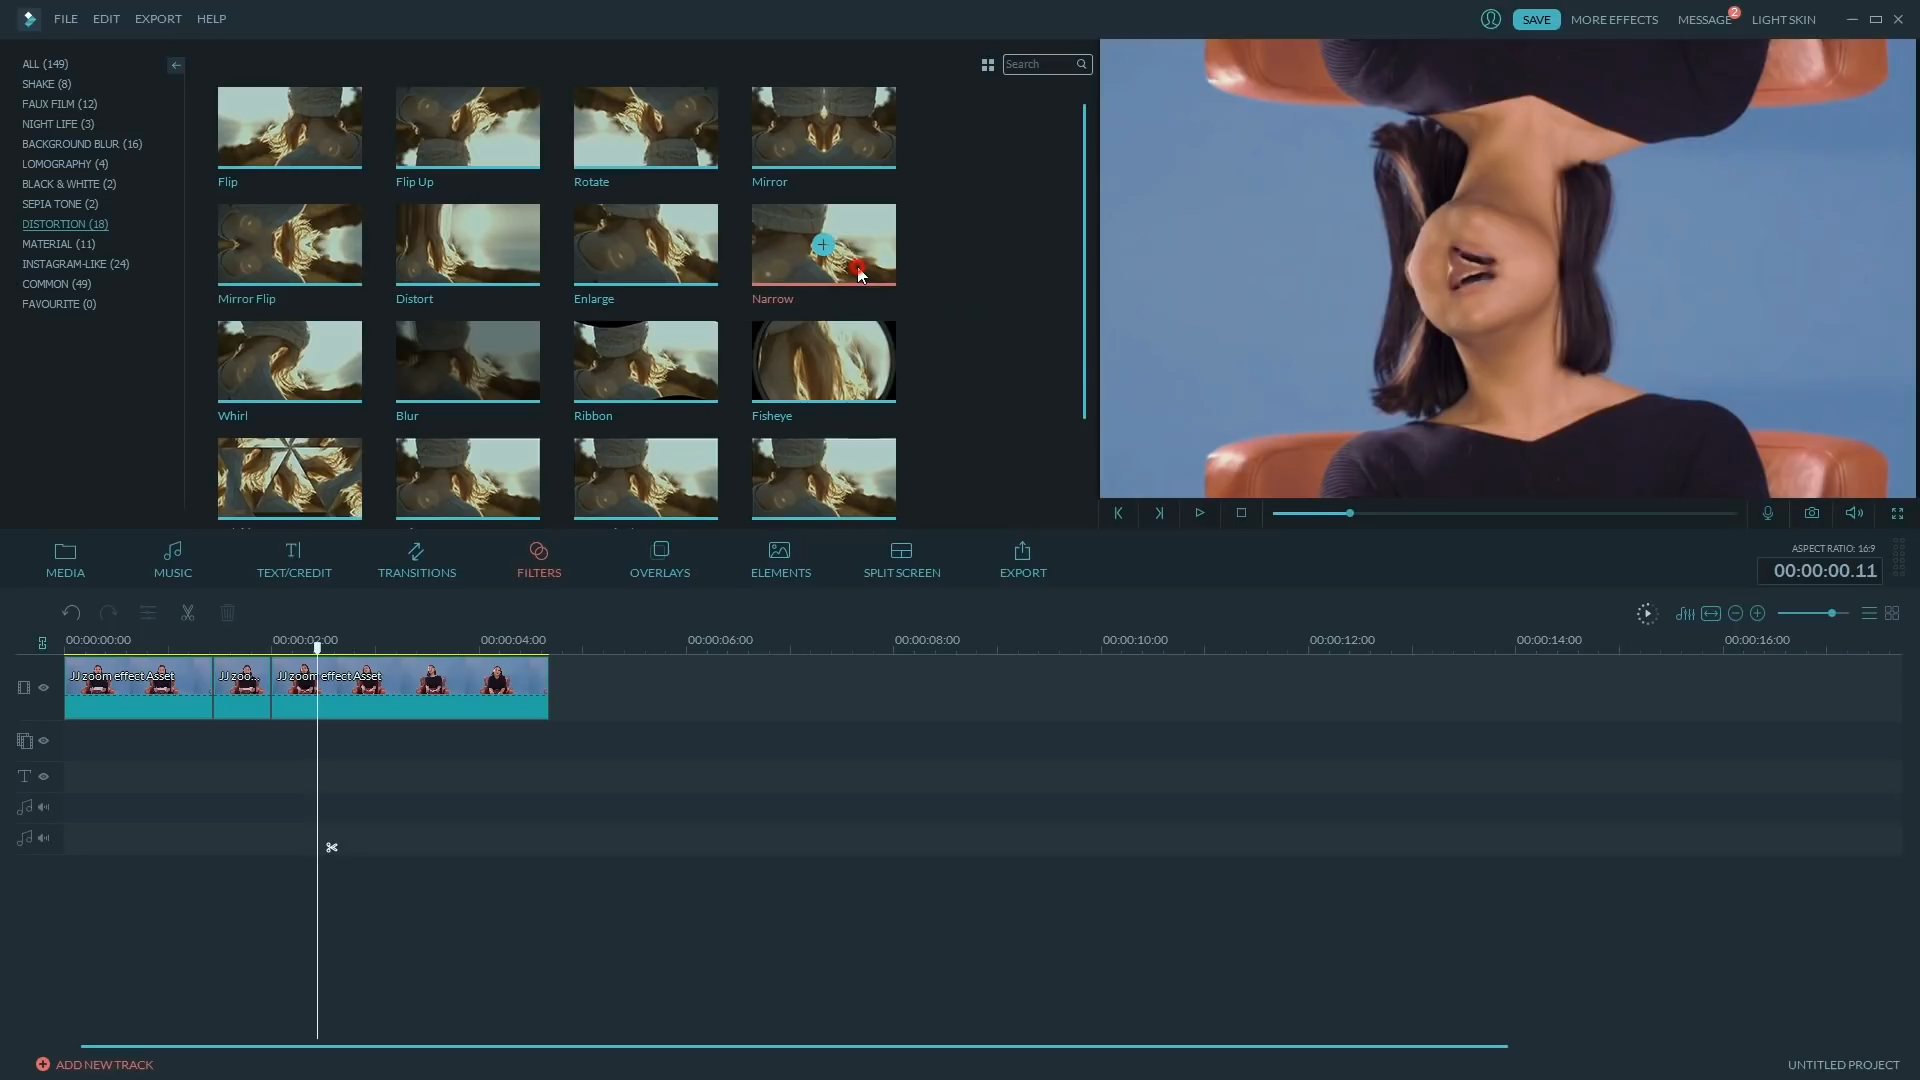 FILE EDIT EXPORT HELP
SAVE MORE EFFECTS MESSAGE 2 LIGHT SKIN
ALL (149)
SHAKE (8)
FAUX FILM (12)
NIGHT LIFE (3)
BACKGROUND BLUR (16)
LOMOGRAPHY (4)
BLACK & WHITE (2)
SEPIA TONE (2)
DISTORTION (18)
MATERIAL (11)
INSTAGRAM-LIKE (24)
COMMON (49)
FAVOURITE (0)
Search
Flip Flip Up Rotate Mirror
Mirror Flip Distort Enlarge Narrow
Whirl Blur Ribbon Fisheye
MEDIA MUSIC TEXT/CREDIT TRANSITIONS FILTERS OVERLAYS ELEMENTS SPLIT SCREEN EXPORT
ASPECT RATIO: 16:9
00:00:00.11
00:00:00:00 00:00:02:00 00:00:04:00 00:00:06:00 00:00:08:00 00:00:10:00 00:00:12:00 00:00:14:00 00:00:16:00
JJ zoom effect Asset JJ zoo... JJ zoom effect Asset
ADD NEW TRACK
UNTITLED PROJECT